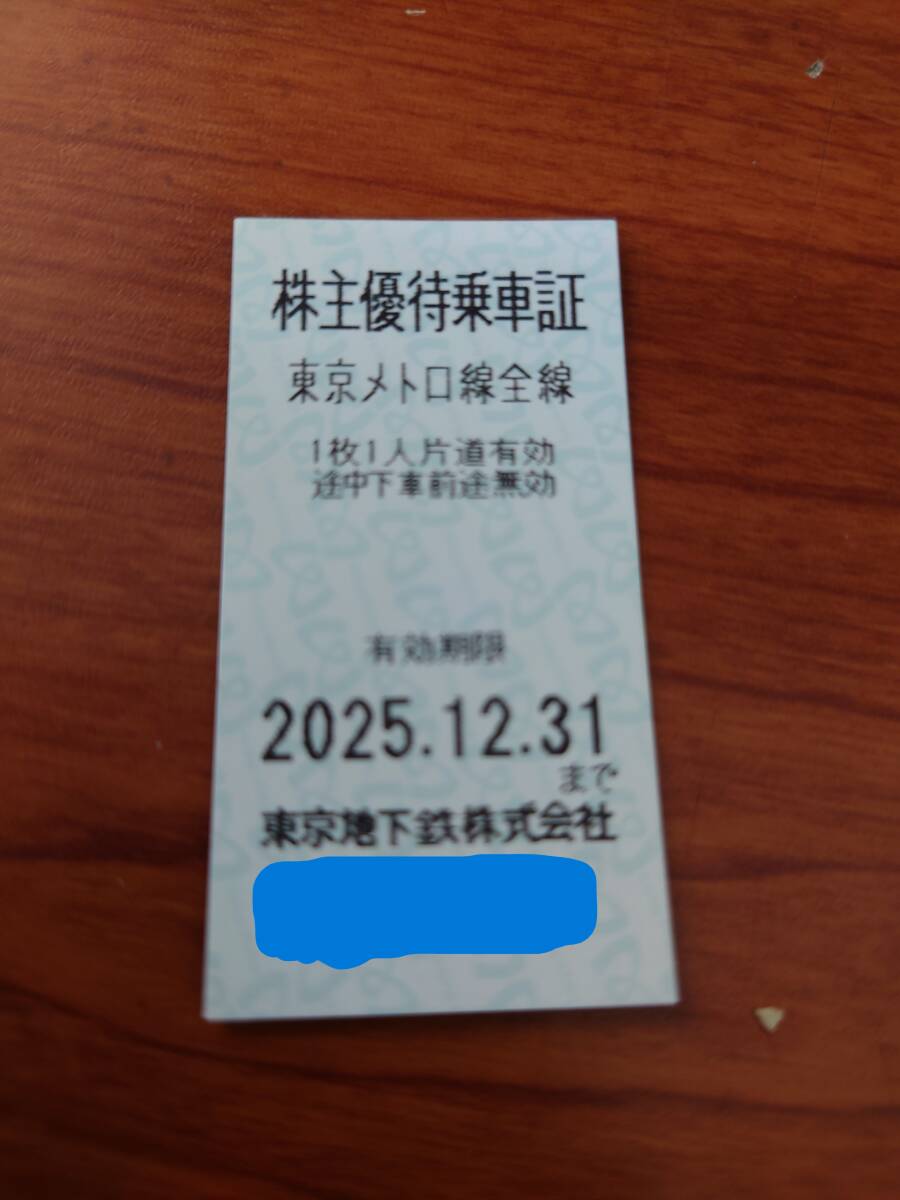 株主優待乗車証
東京メトロ線全線
1枚1人片道有効
途中下車前途無効
有効期限
2025.12.31
まで
東京地下鉄株式会社